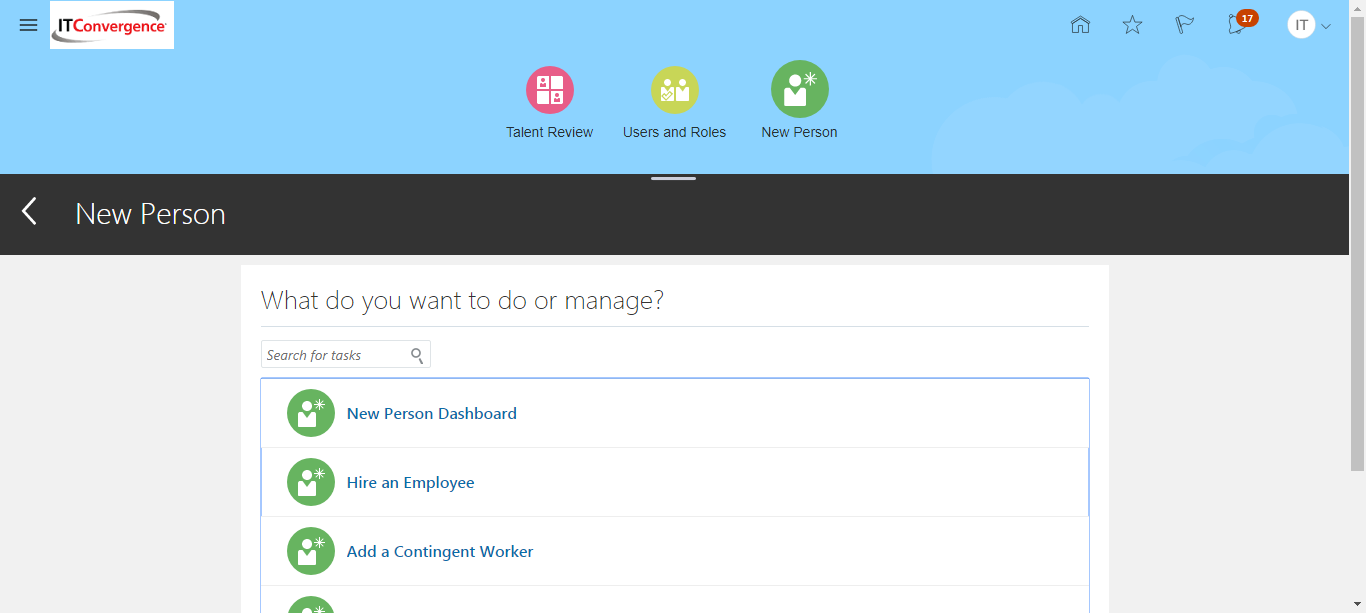 ITConvergence
17
IT
Talent Review
Users and Roles
New Person
New Person
What do you want to do or manage?
Search for tasks
New Person Dashboard
Hire an Employee
Add a Contingent Worker